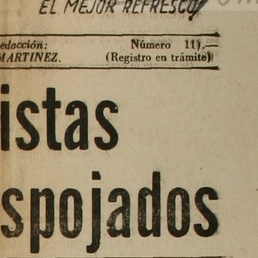 EL MEJOR REFRESCO
edacción: Número 11).—
MARTINEZ. (Registro en trámite)
istas
spojados